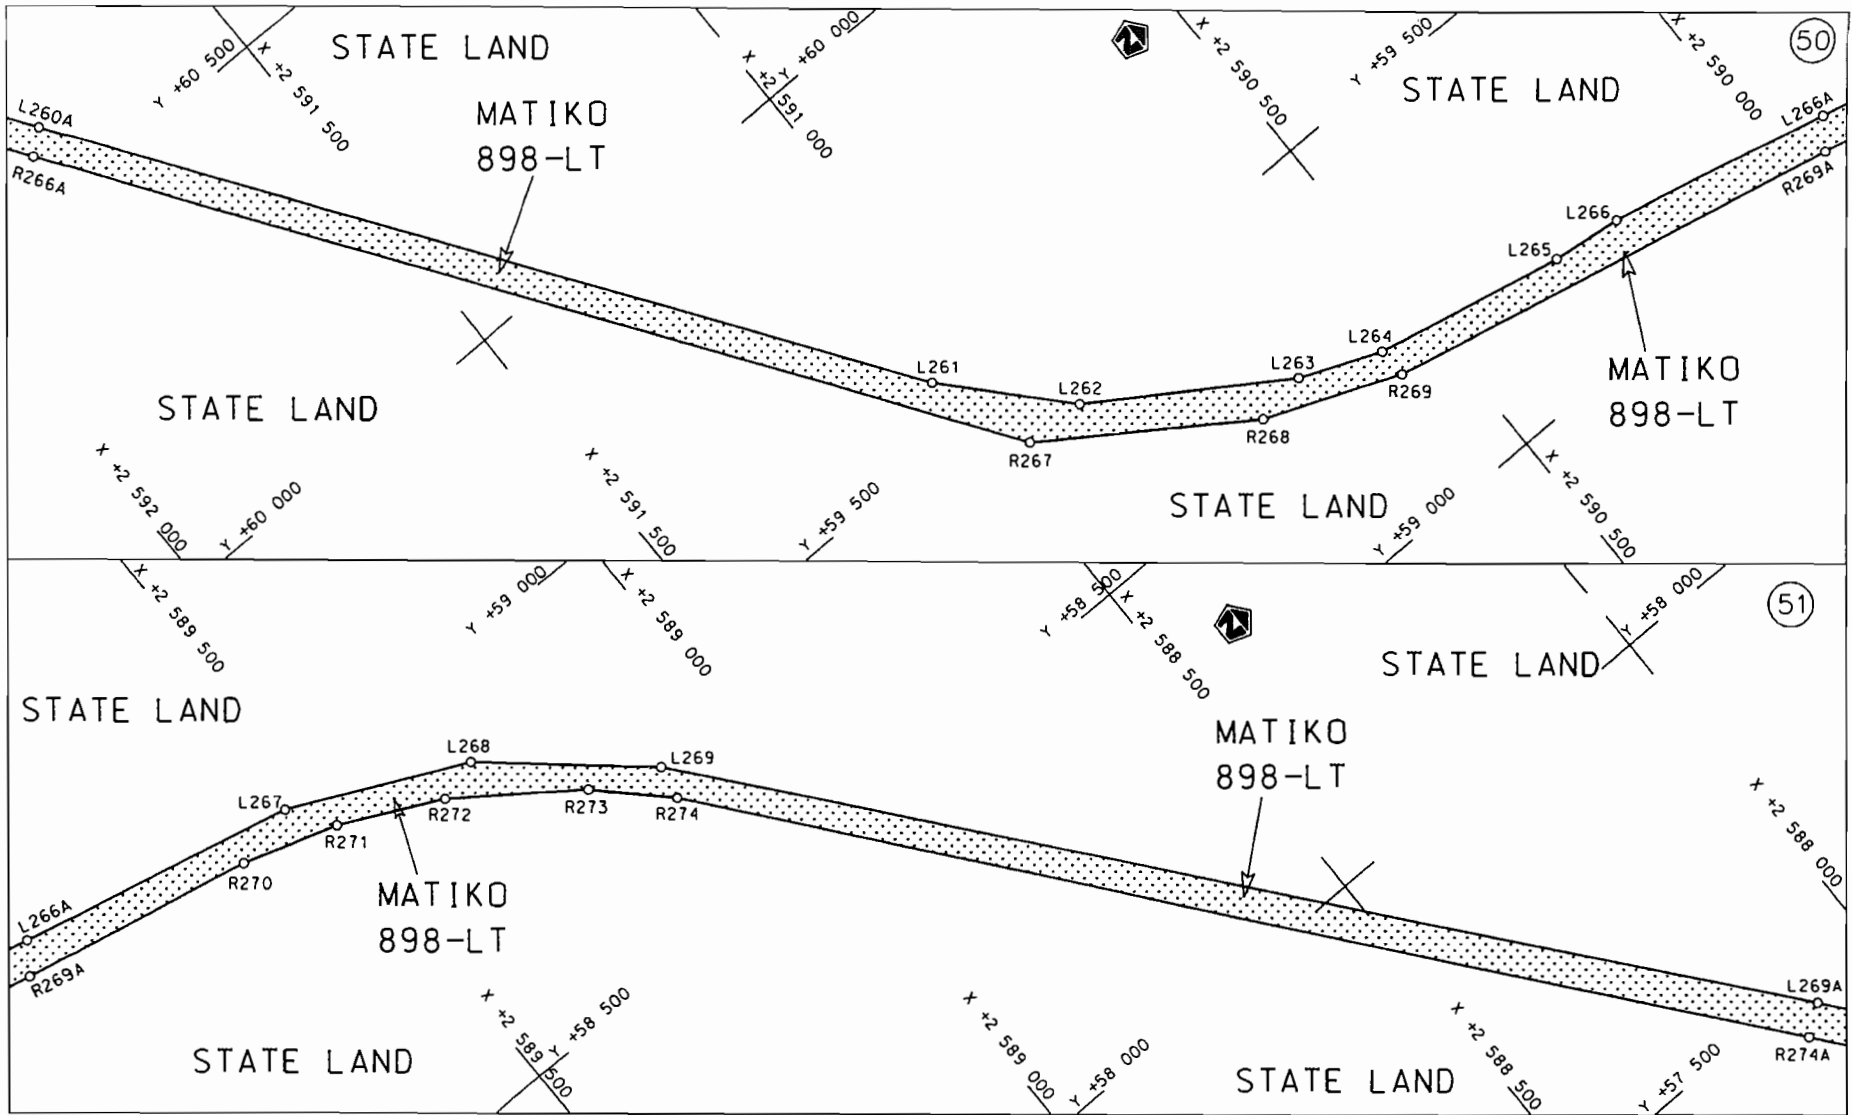 STATE LAND
Y +60 500
X +2 591 500
X +2 591 000
Y +60 000
X +2 590 500
Y +59 500
X +2 590 000
50
STATE LAND
L260A
R266A
MATIKO
898-LT
L266A
R269A
L266
L265
L264
L263
L262
L261
R269
R268
R267
MATIKO
898-LT
STATE LAND
STATE LAND
X +2 592 000
Y +60 000
X +2 591 500
Y +59 500
Y +59 000
X +2 590 500
X +2 589 500
Y +59 000
X +2 589 000
Y +58 500
X +2 588 500
Y +58 000
51
STATE LAND
STATE LAND
L268
L269
L267
R273
R272
R274
R271
R270
MATIKO
898-LT
MATIKO
898-LT
X +2 588 000
L266A
R269A
L269A
R274A
STATE LAND
X +2 589 500
Y +58 500
X +2 589 000
Y +58 000
STATE LAND
X +2 588 500
Y +57 500